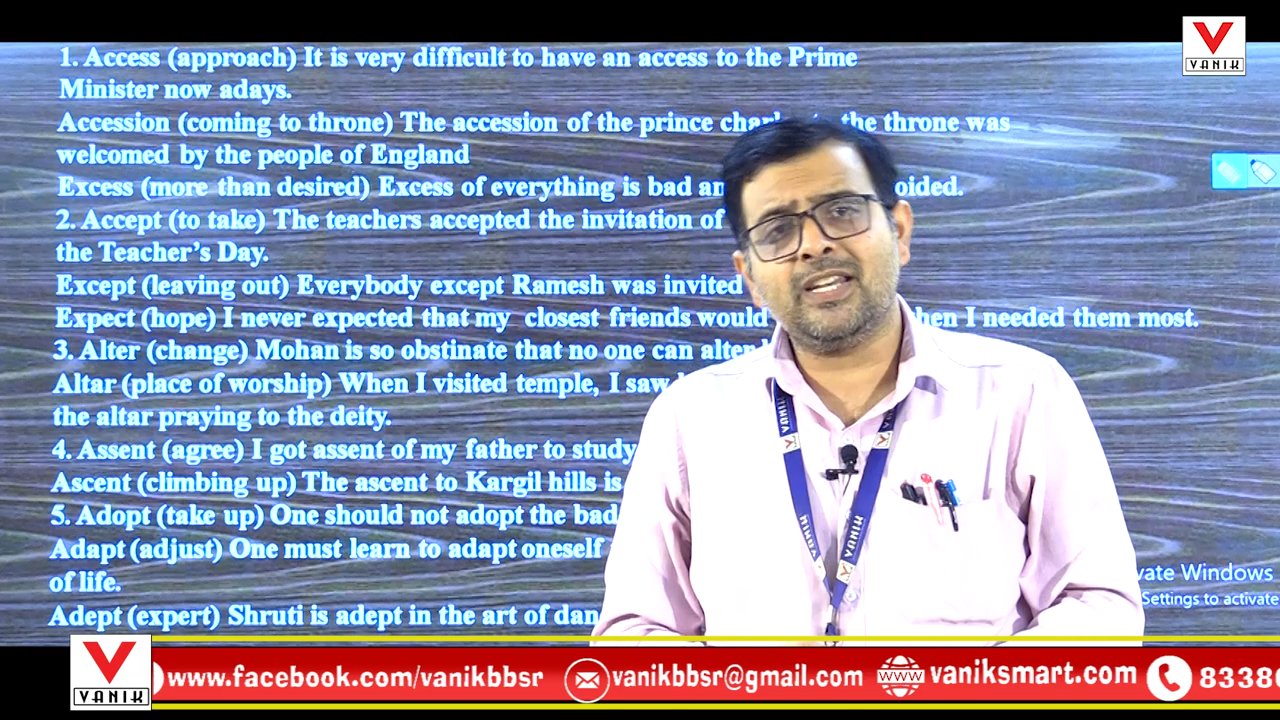 1. Access (approach) It is very difficult to have an access to the Prime
Minister now adays.
Accession (coming to throne) The accession of the prince the throne was
welcomed by the people of England
Excess (more than desired) Excess of everything is bad
2. Accept (to take) The teachers accepted the invitation of
the Teacher's Day.
Except (leaving out) Everybody except Ramesh was invited
Expect (hope) I never expected that my closest friends would I needed them most.
3. Alter (change) Mohan is so obstinate that no one can alter
Altar (place of worship) When I visited temple, I saw
the altar praying to the deity.
4. Assent (agree) I got assent of my father to study
Ascent (climbing up) The ascent to Kargil hills is
5. Adopt (take up) One should not adopt the bad
Adapt (adjust) One must learn to adapt oneself
of life.
Adept (expert) Shruti is adept in the art of
VANIK
Windows
Settings to activate
VANIK
www.facebook.com/vanikbbsr
vanikbbsr@gmail.com
www
vaniksmart.com